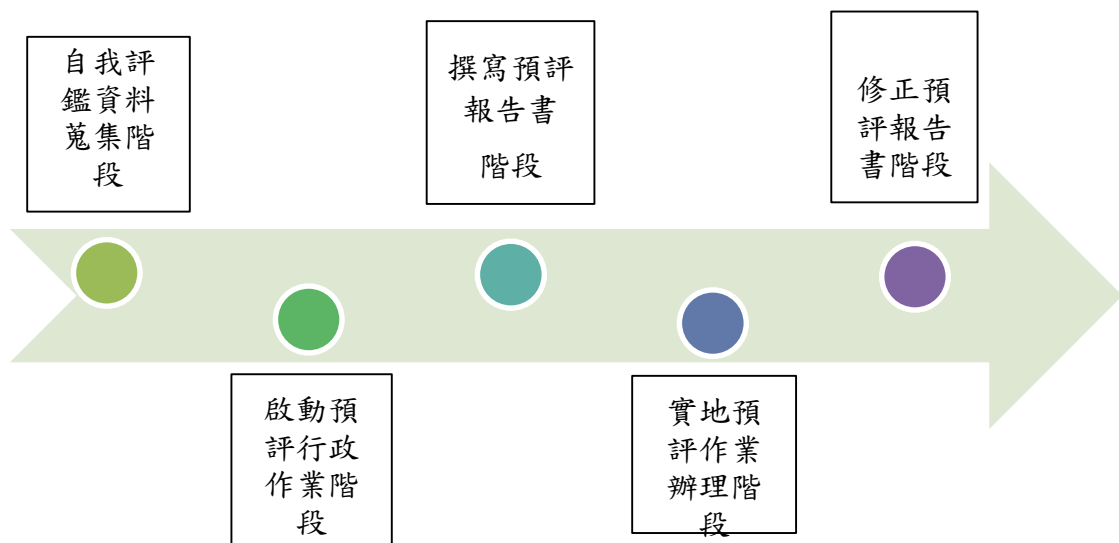 自我評
鑑資料
蒐集階
段
啟動預
評行政
作業階
段
撰寫預評
報告書
階段
實地預
評作業
辦理階
段
修正預
評報告
書階段